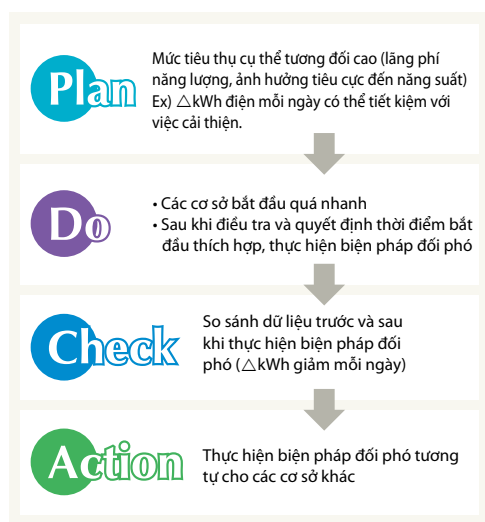 Plan
Mức tiêu thụ cụ thể tương đối cao (lãng phí
năng lượng, ảnh hưởng tiêu cực đến năng suất)
Ex) △kWh điện mỗi ngày có thể tiết kiệm với
việc cải thiện.
Do
• Các cơ sở bắt đầu quá nhanh
• Sau khi điều tra và quyết định thời điểm bắt
đầu thích hợp, thực hiện biện pháp đối phó
Check
So sánh dữ liệu trước và sau
khi thực hiện biện pháp đối
phó (△kWh giảm mỗi ngày)
Action
Thực hiện biện pháp đối phó tương
tự cho các cơ sở khác